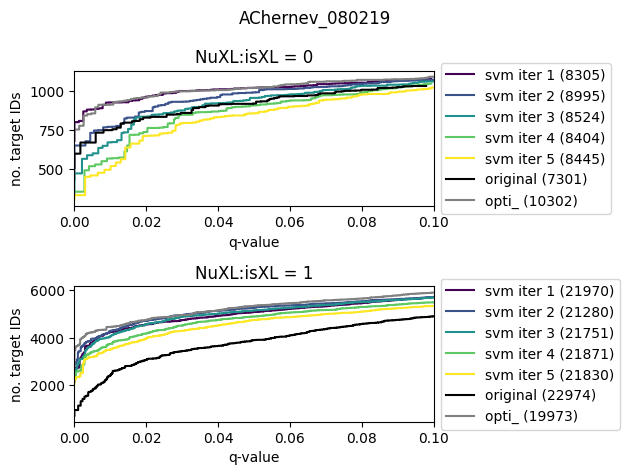 AChernev_080219
NuXL:isXL = 0
no. target IDs
1000
750
500
0.00 0.02 0.04 0.06 0.08 0.10
q-value
svm iter 1 (8305)
svm iter 2 (8995)
svm iter 3 (8524)
svm iter 4 (8404)
svm iter 5 (8445)
original (7301)
opti_ (10302)
NuXL:isXL = 1
no. target IDs
6000
4000
2000
0.00 0.02 0.04 0.06 0.08 0.10
q-value
svm iter 1 (21970)
svm iter 2 (21280)
svm iter 3 (21751)
svm iter 4 (21871)
svm iter 5 (21830)
original (22974)
opti_ (19973)